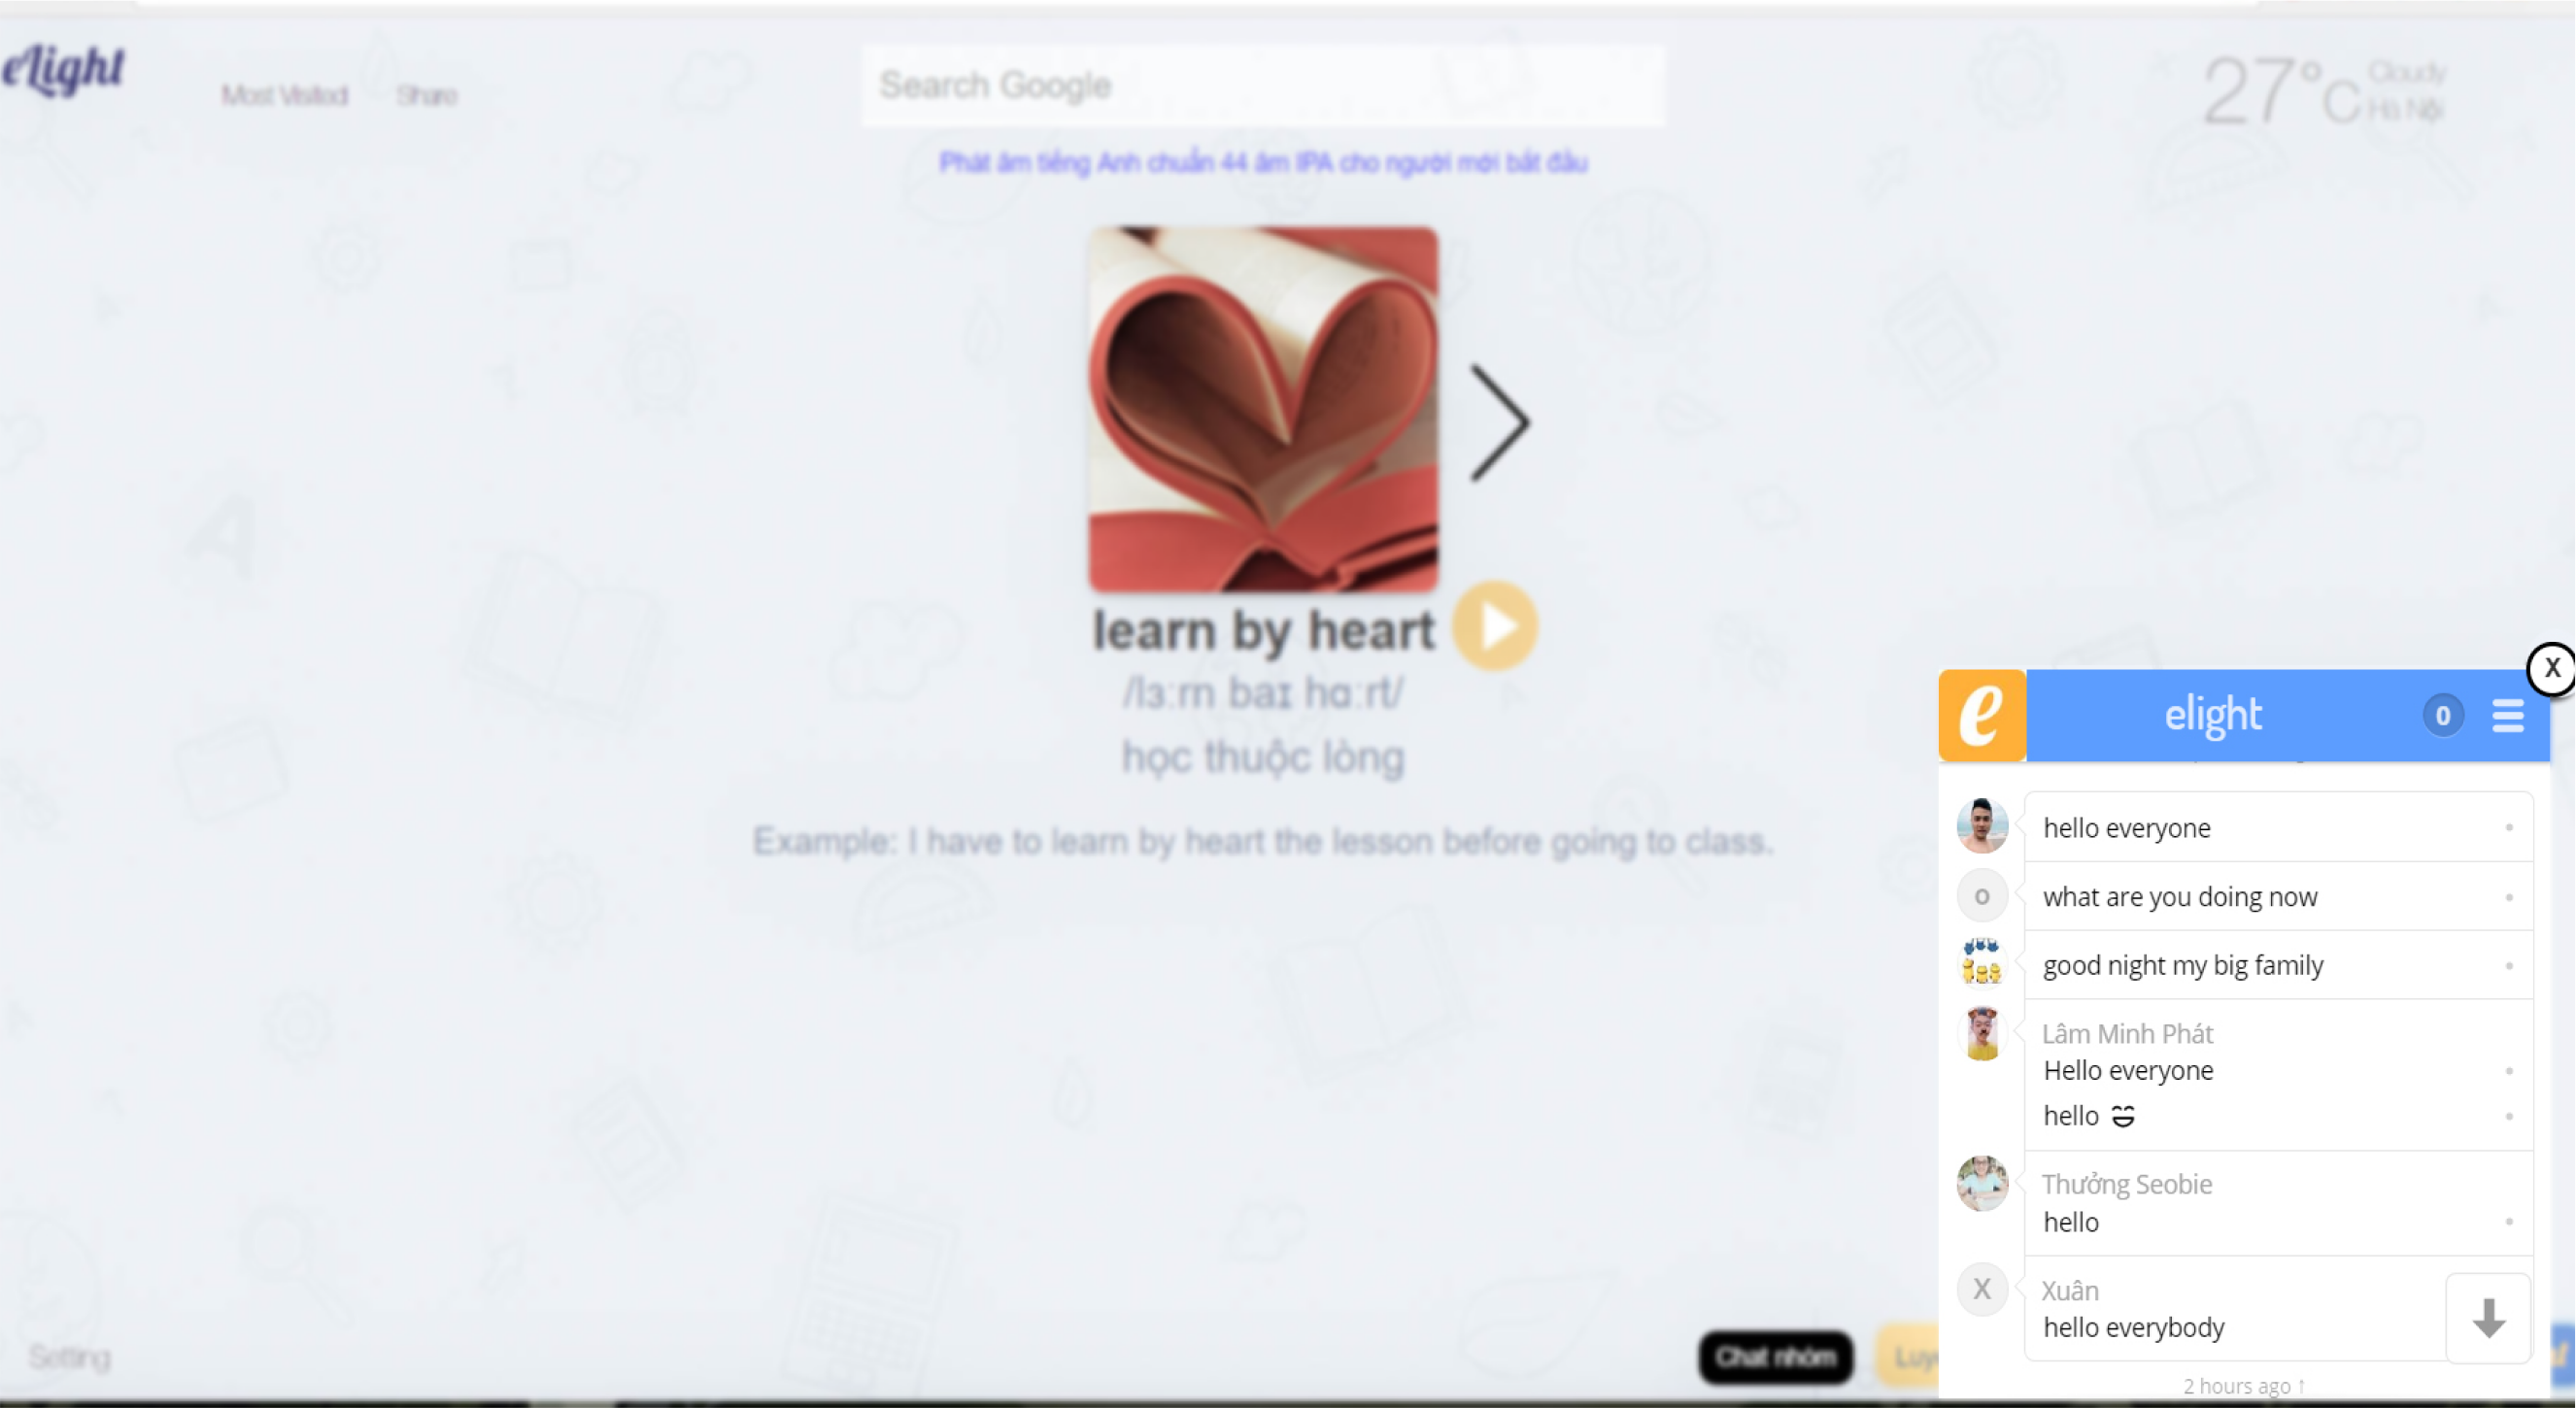 eLight
Most Visited
Share
Search Google
27°C
Cloudy
Hà Nội
Phát âm tiếng Anh chuẩn 44 âm IPA cho người mới bắt đầu
learn by heart
/lɜːrn baɪ hɑːrt/
học thuộc lòng
Example: I have to learn by heart the lesson before going to class.
Setting
Chat nhóm
X
e
elight
0
hello everyone
o
what are you doing now
good night my big family
Lâm Minh Phát
Hello everyone
hello 😄
Thưởng Seobie
hello
X
Xuân
hello everybody
2 hours ago ↑